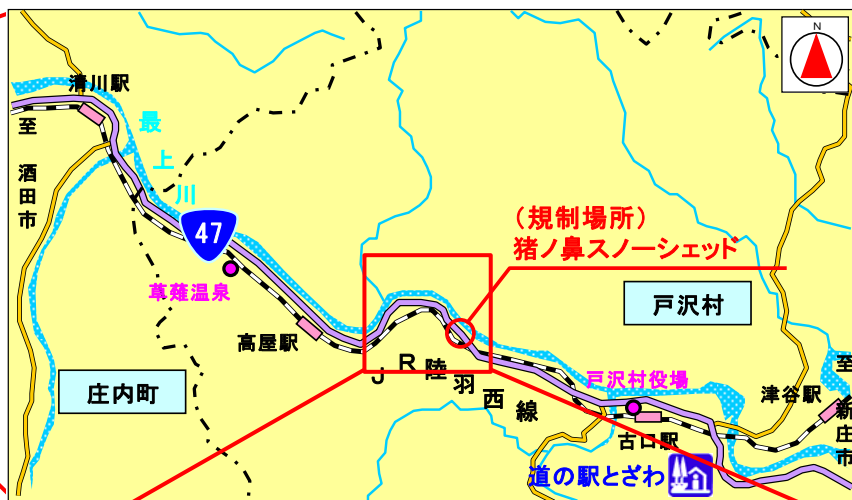 N
清川駅
至酒田市
最上川
47
(規制場所)
猪ノ鼻スノーシェッド
草薙温泉
戸沢村
高屋駅
JR陸羽西線
庄内町
戸沢村役場
津谷駅
至新庄市
古口駅
道の駅とざわ